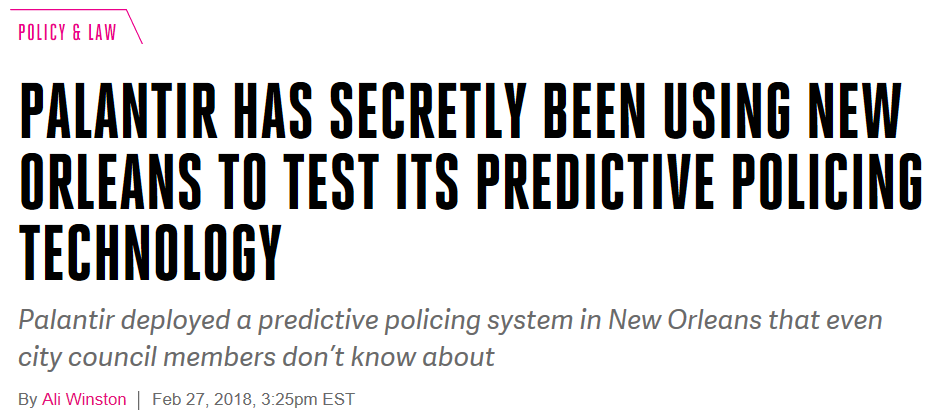 POLICY & LAW
PALANTIR HAS SECRETLY BEEN USING NEW
ORLEANS TO TEST ITS PREDICTIVE POLICING
TECHNOLOGY
Palantir deployed a predictive policing system in New Orleans that even
city council members don’t know about
By Ali Winston | Feb 27, 2018, 3:25pm EST